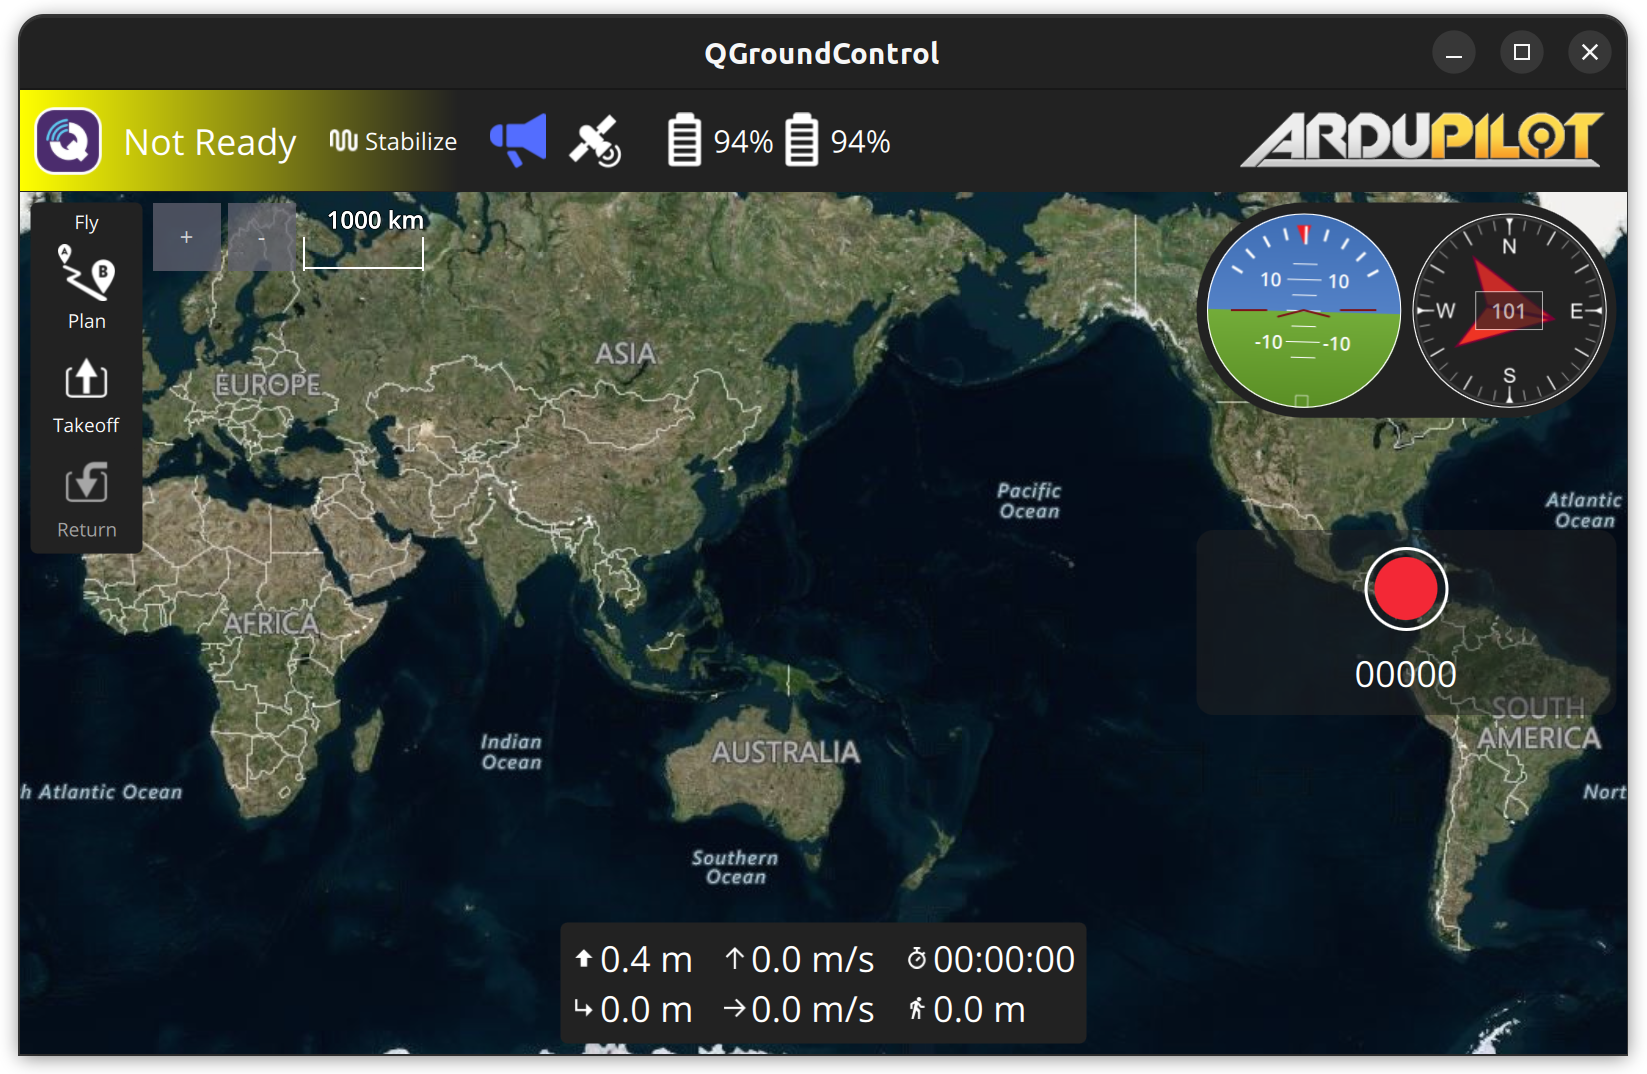 QGroundControl
Not Ready
Stabilize
94%
94%
ARDUPILOT
Fly
Plan
Takeoff
Return
+
-
1000 km
A
B
10
10
-10
-10
N
W
101
E
S
ASIA
EUROPE
Pacific
Ocean
Atlantic
Ocean
AFRICA
00000
SOUTH
AMERICA
Indian
Ocean
AUSTRALIA
h Atlantic Ocean
Nort
Southern
Ocean
0.4 m
0.0 m/s
00:00:00
0.0 m
0.0 m/s
0.0 m